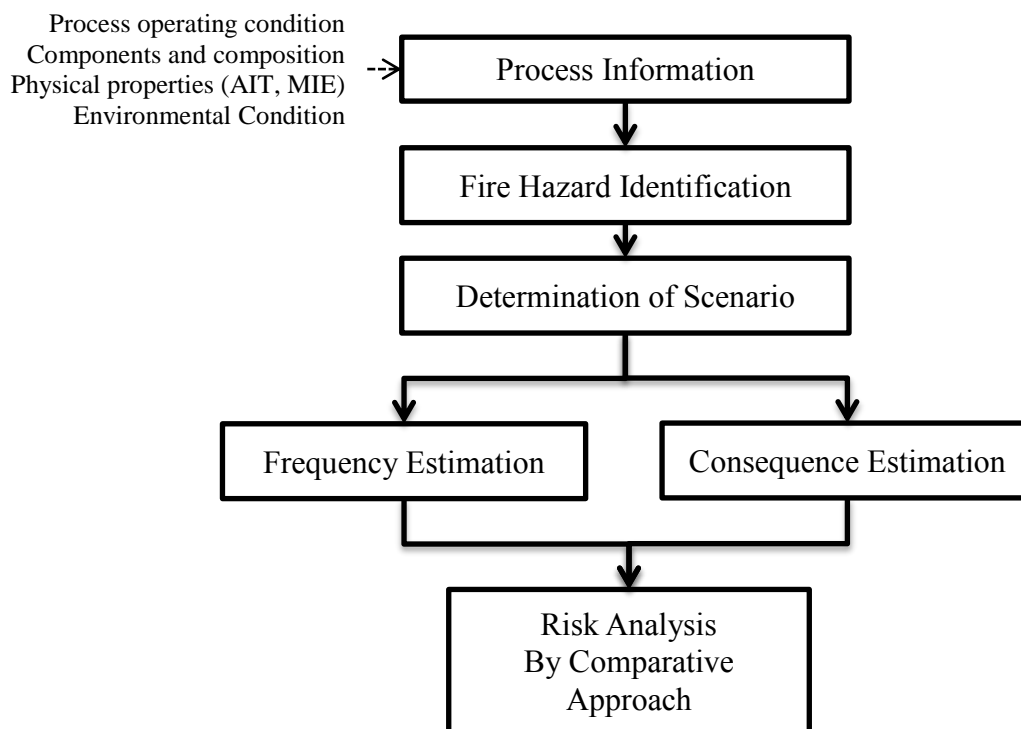 Process operating condition
Components and composition
Physical properties (AIT, MIE)
Environmental Condition
Process Information
Fire Hazard Identification
Determination of Scenario
Frequency Estimation
Consequence Estimation
Risk Analysis
By Comparative
Approach